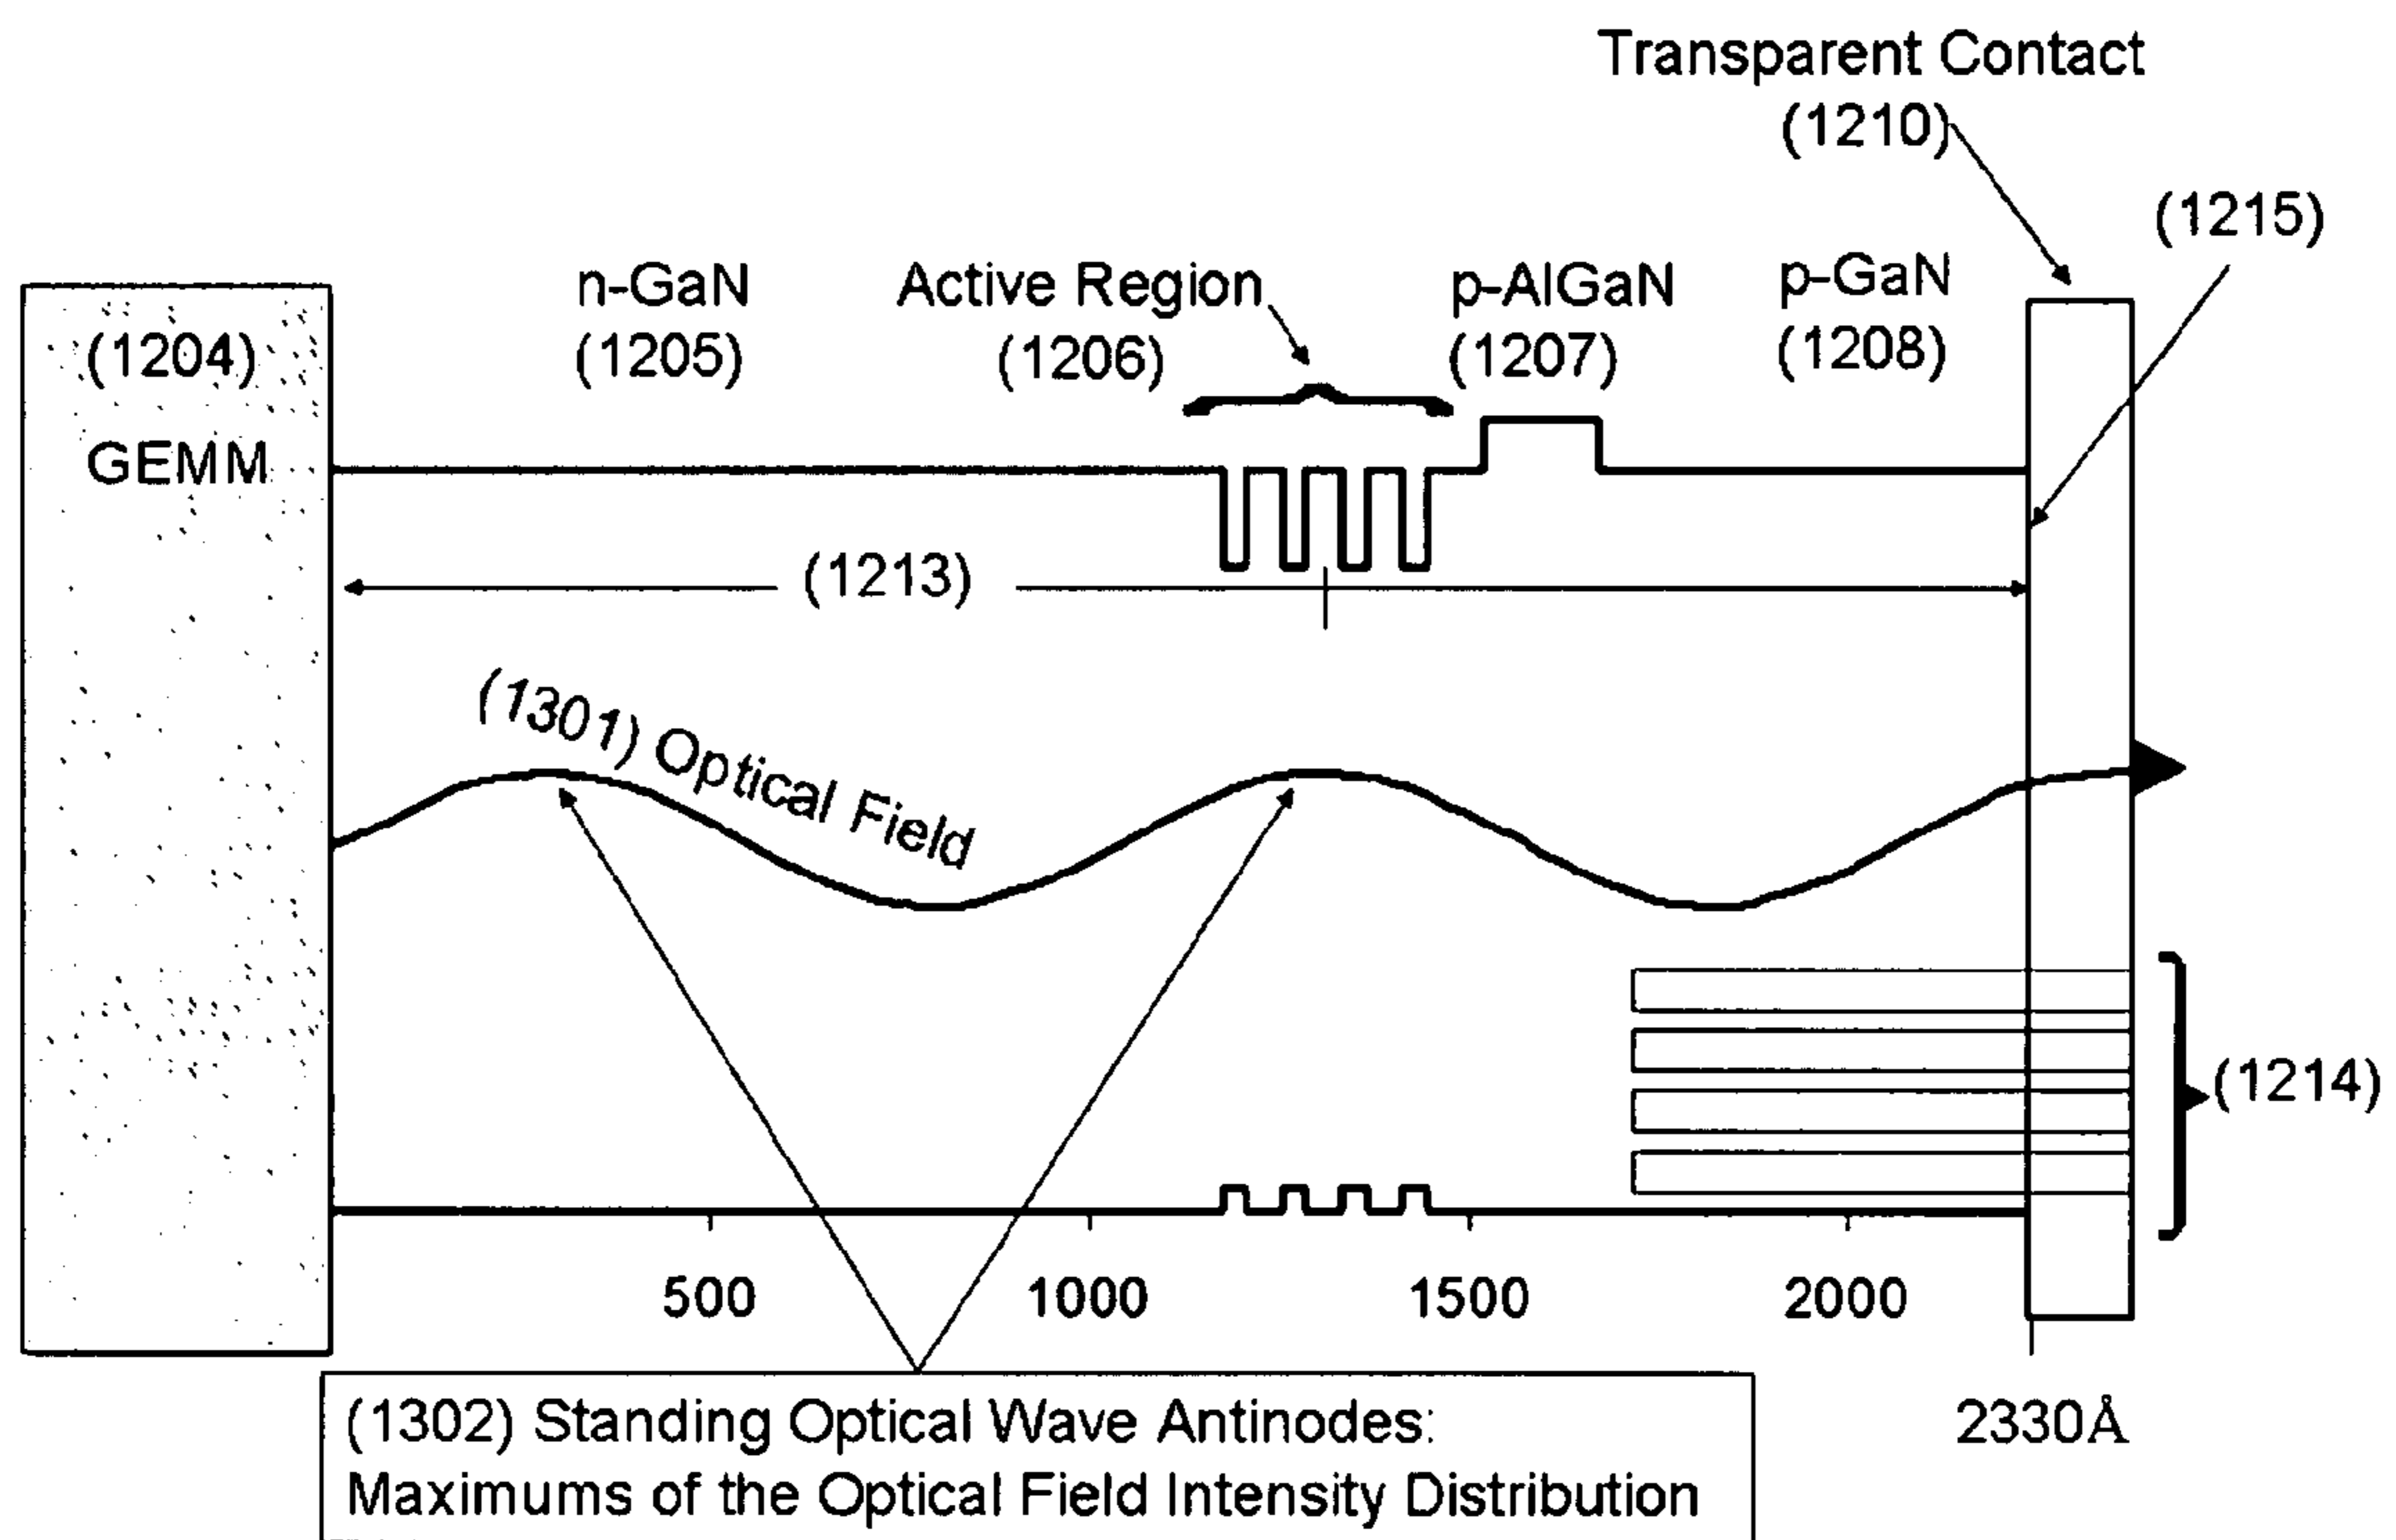 Transparent Contact
(1210)
(1215)
n-GaN
(1205)
Active Region
(1206)
p-AlGaN
(1207)
p-GaN
(1208)
(1204)
GEMM
(1213)
(1301) Optical Field
(1214)
500
1000
1500
2000
2330Å
(1302) Standing Optical Wave Antinodes:
Maximums of the Optical Field Intensity Distribution